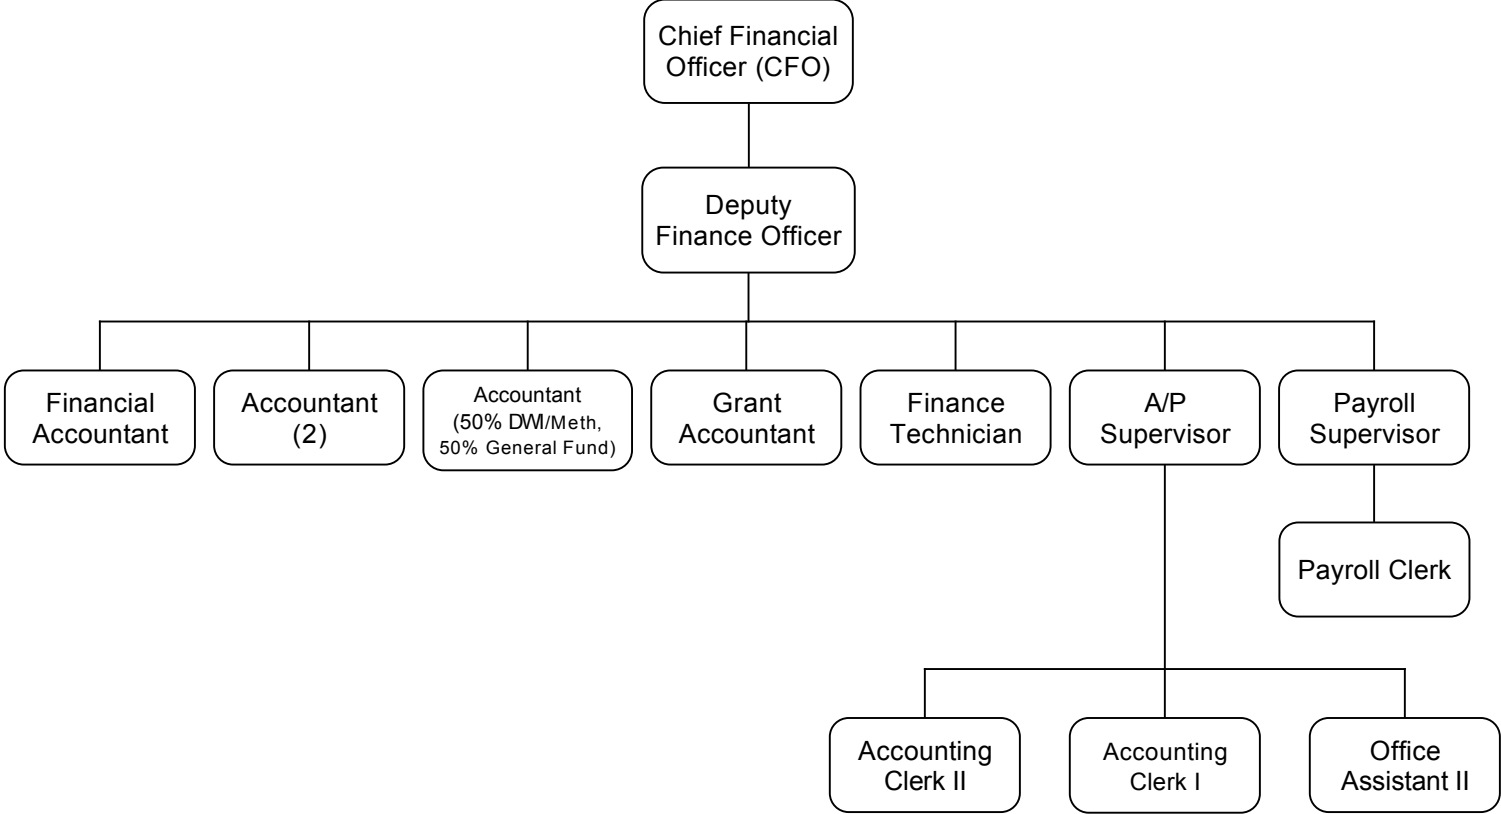 Chief Financial
Officer (CFO)
Deputy
Finance Officer
Financial
Accountant
Accountant
(2)
Accountant
(50% DWI/Meth,
50% General Fund)
Grant
Accountant
Finance
Technician
A/P
Supervisor
Payroll
Supervisor
Payroll Clerk
Accounting
Clerk II
Accounting
Clerk I
Office
Assistant II